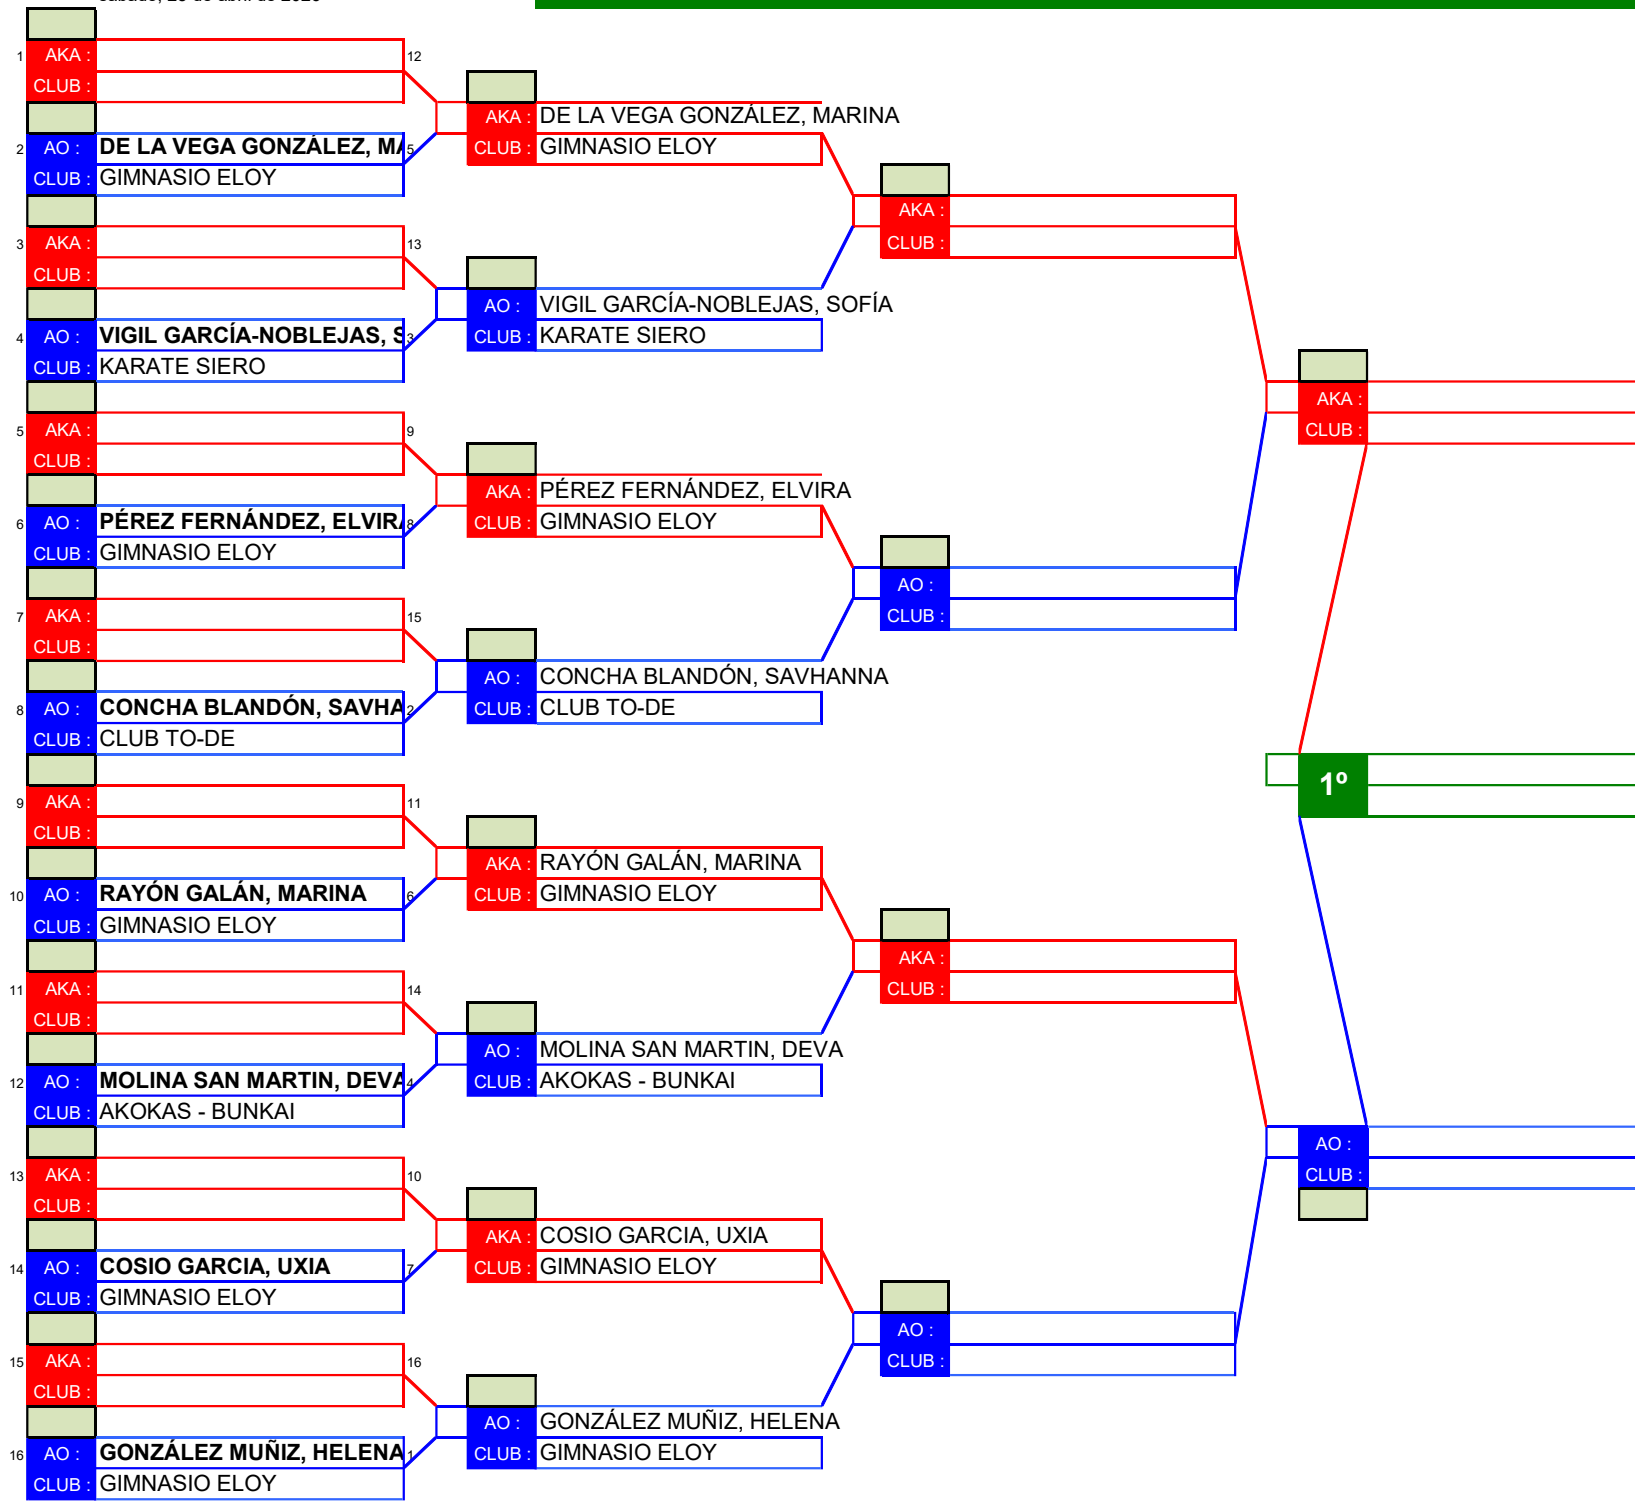 1 AKA : 12
CLUB :
2 AO : DE LA VEGA GONZÁLEZ, 5
CLUB : GIMNASIO ELOY
3 AKA : 13
CLUB :
4 AO : VIGIL GARCÍA-NOBLEJAS, 3
CLUB : KARATE SIERO
5 AKA : 9
CLUB :
6 AO : PÉREZ FERNÁNDEZ, ELVIRA 8
CLUB : GIMNASIO ELOY
7 AKA : 15
CLUB :
8 AO : CONCHA BLANDÓN, SAVHA 2
CLUB : CLUB TO-DE
9 AKA : 11
CLUB :
10 AO : RAYÓN GALÁN, MARINA 6
CLUB : GIMNASIO ELOY
11 AKA : 14
CLUB :
12 AO : MOLINA SAN MARTIN, DEVA 4
CLUB : AKOKAS - BUNKAI
13 AKA : 10
CLUB :
14 AO : COSIO GARCIA, UXIA 7
CLUB : GIMNASIO ELOY
15 AKA : 16
CLUB :
16 AO : GONZÁLEZ MUÑIZ, HELENA 1
CLUB : GIMNASIO ELOY
AKA : DE LA VEGA GONZÁLEZ, MARINA
CLUB : GIMNASIO ELOY
AO : VIGIL GARCÍA-NOBLEJAS, SOFÍA
CLUB : KARATE SIERO
AKA : PÉREZ FERNÁNDEZ, ELVIRA
CLUB : GIMNASIO ELOY
AO : CONCHA BLANDÓN, SAVHANNA
CLUB : CLUB TO-DE
AKA : RAYÓN GALÁN, MARINA
CLUB : GIMNASIO ELOY
AO : MOLINA SAN MARTIN, DEVA
CLUB : AKOKAS - BUNKAI
AKA : COSIO GARCIA, UXIA
CLUB : GIMNASIO ELOY
AO : GONZÁLEZ MUÑIZ, HELENA
CLUB : GIMNASIO ELOY
AKA :
CLUB :
AO :
CLUB :
AKA :
CLUB :
AO :
CLUB :
AKA :
CLUB :
1º
AO :
CLUB :